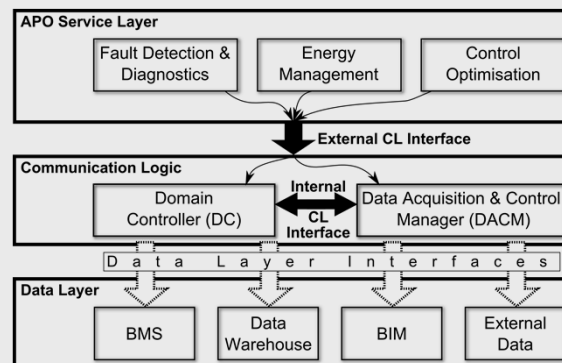 APO Service Layer
Fault Detection &
Diagnostics
Energy
Management
Control
Optimisation
External CL Interface
Communication Logic
Domain
Controller (DC)
Internal
CL
Interface
Data Acquisition & Control
Manager (DACM)
Data Layer Interfaces
Data Layer
BMS
Data
Warehouse
BIM
External
Data